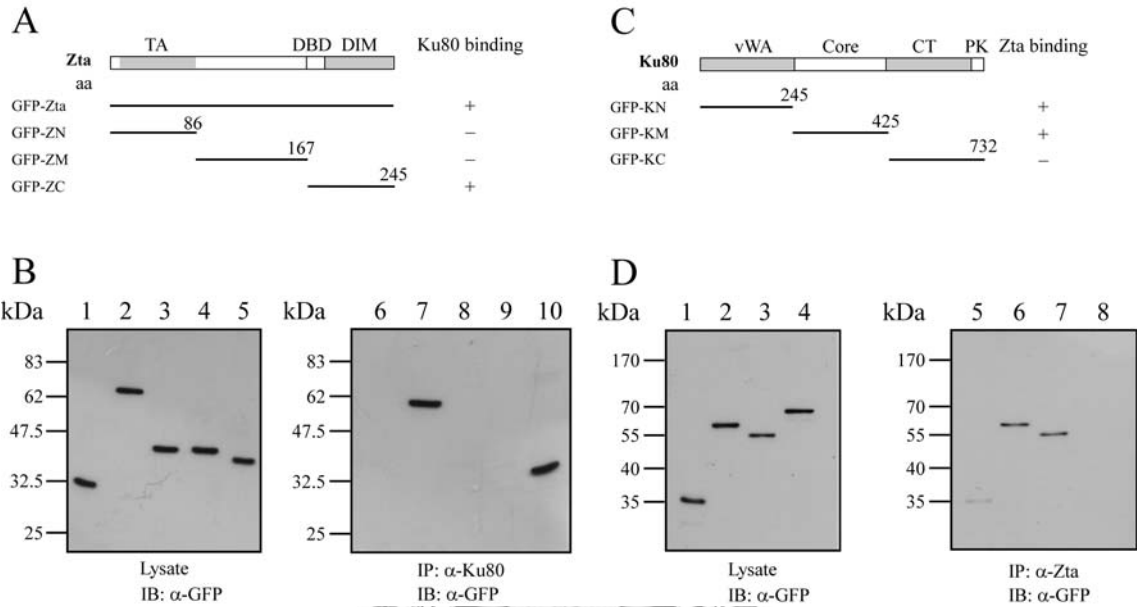 A
TA DBD DIM Ku80 binding
Zta
aa
GFP-Zta +
GFP-ZN 86 −
GFP-ZM 167 −
GFP-ZC 245 +
C
vWA Core CT PK Zta binding
Ku80
aa
GFP-KN 245 +
GFP-KM 425 +
GFP-KC 732 −
B
kDa 1 2 3 4 5
83
62
47.5
32.5
25
Lysate
IB: α-GFP
kDa 6 7 8 9 10
83
62
47.5
32.5
25
IP: α-Ku80
IB: α-GFP
D
kDa 1 2 3 4
170
70
55
40
35
Lysate
IB: α-GFP
5 6 7 8
170
70
55
40
35
IP: α-Zta
IB: α-GFP